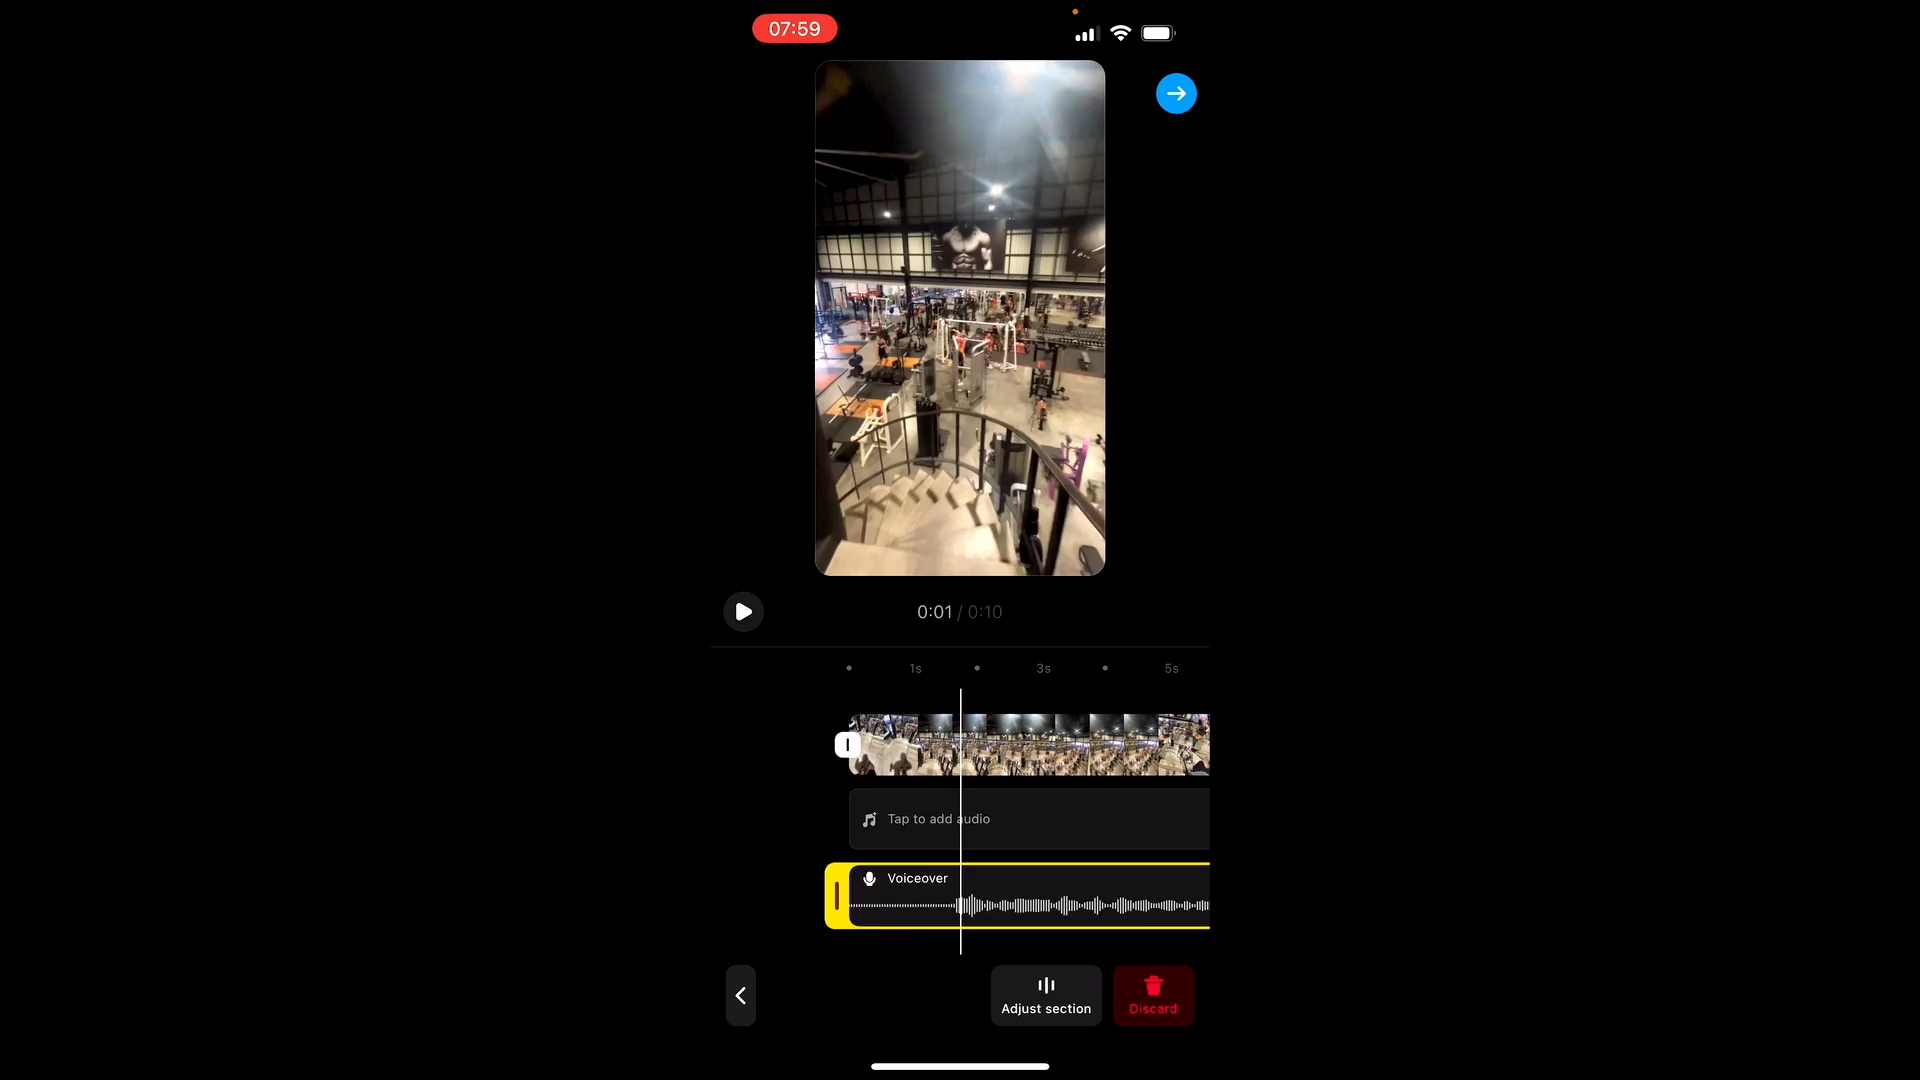 07:59
0:01 / 0:10
1s 3s 5s
Tap to add audio
Voiceover
Adjust section
Discard